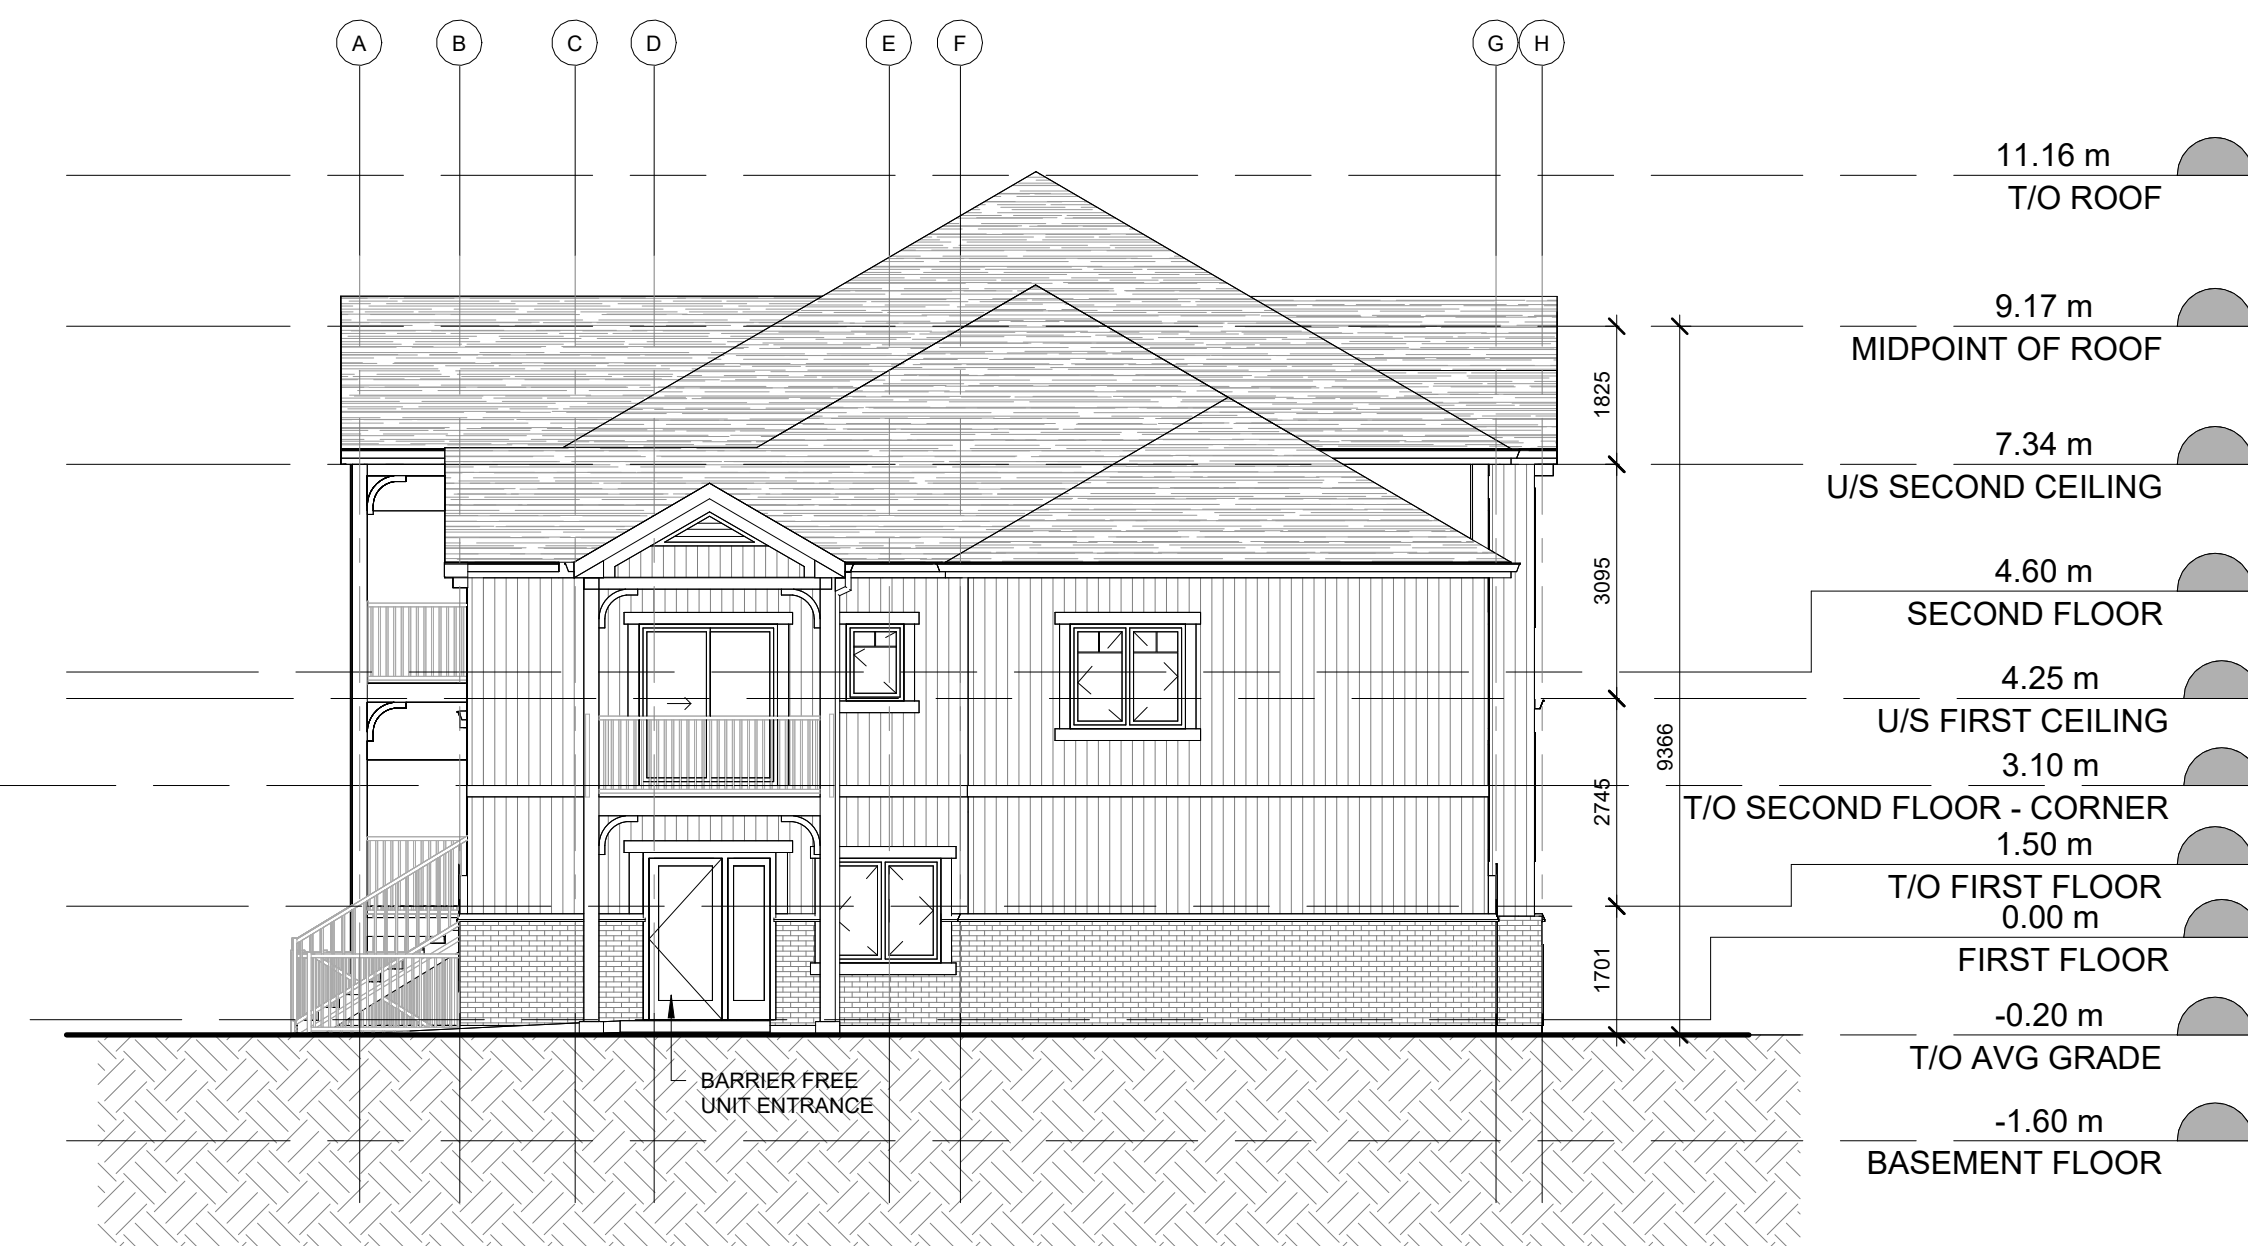 A
B
C
D
E
F
G
H
11.16 m
T/O ROOF
9.17 m
MIDPOINT OF ROOF
1825
7.34 m
U/S SECOND CEILING
3095
4.60 m
SECOND FLOOR
4.25 m
U/S FIRST CEILING
9366
3.10 m
T/O SECOND FLOOR - CORNER
2745
1.50 m
T/O FIRST FLOOR
0.00 m
FIRST FLOOR
1701
-0.20 m
T/O AVG GRADE
BARRIER FREE
UNIT ENTRANCE
-1.60 m
BASEMENT FLOOR